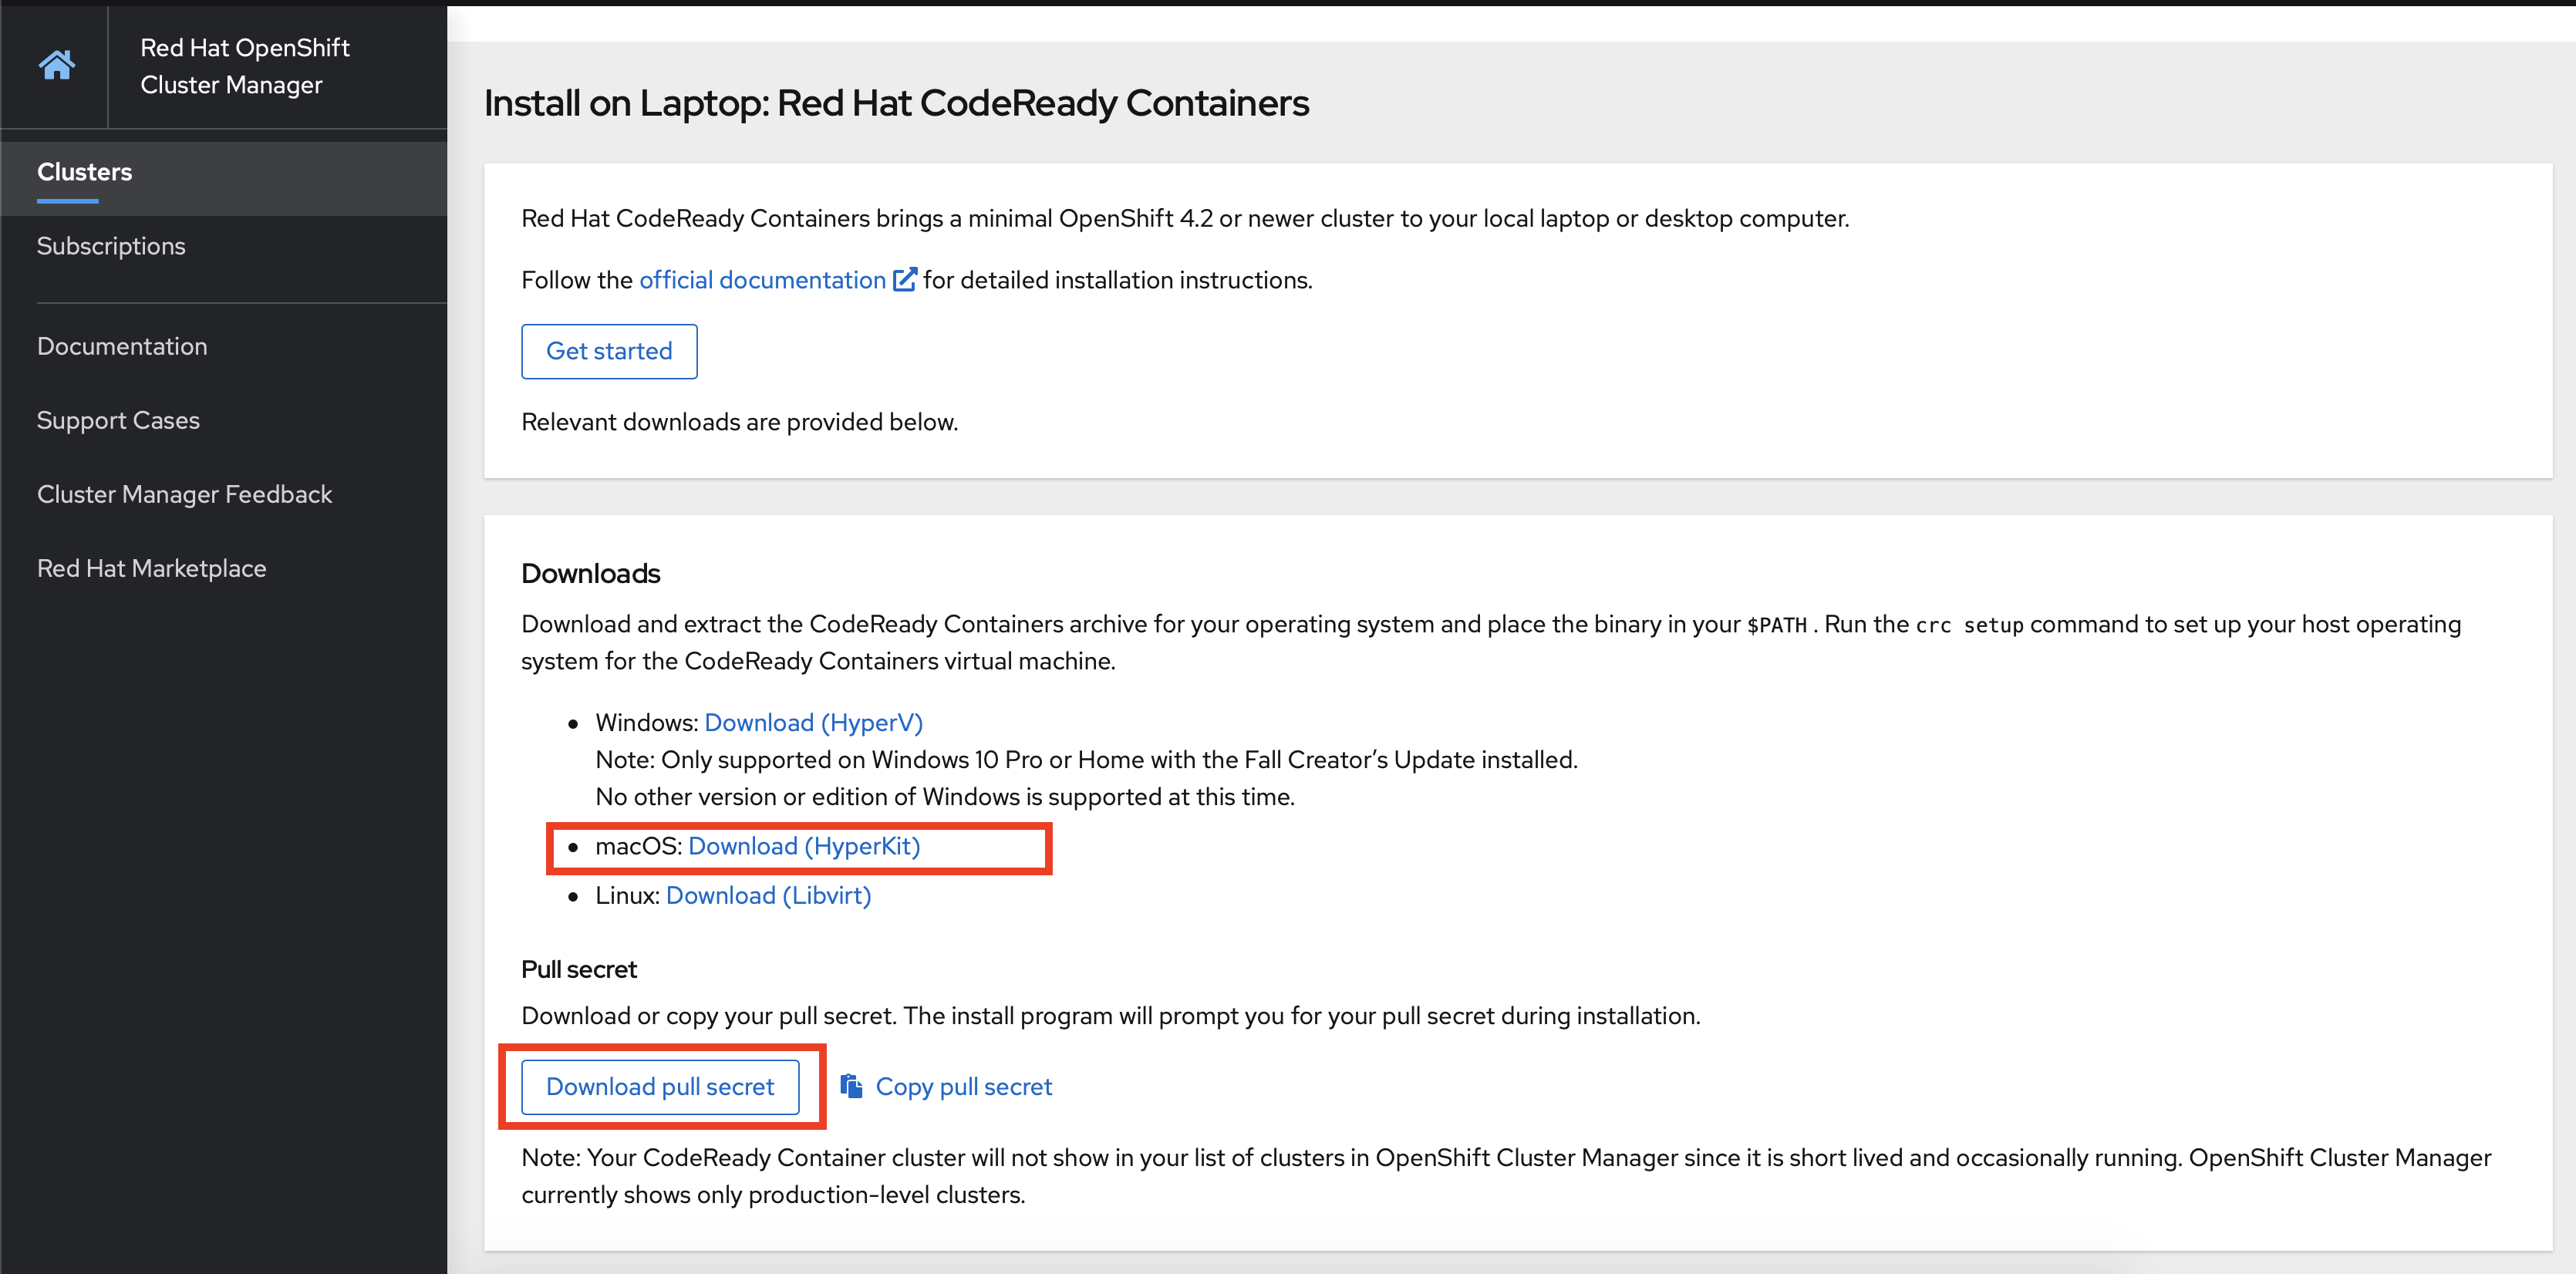 Red Hat OpenShift
Cluster Manager
Clusters
Subscriptions
Documentation
Support Cases
Cluster Manager Feedback
Red Hat Marketplace
Install on Laptop: Red Hat CodeReady Containers
Red Hat CodeReady Containers brings a minimal OpenShift 4.2 or newer cluster to your local laptop or desktop computer.
Follow the official documentation for detailed installation instructions.
Get started
Relevant downloads are provided below.
Downloads
Download and extract the CodeReady Containers archive for your operating system and place the binary in your $PATH . Run the crc setup command to set up your host operating
system for the CodeReady Containers virtual machine.
• Windows: Download (HyperV)
Note: Only supported on Windows 10 Pro or Home with the Fall Creator’s Update installed.
No other version or edition of Windows is supported at this time.
• macOS: Download (HyperKit)
• Linux: Download (Libvirt)
Pull secret
Download or copy your pull secret. The install program will prompt you for your pull secret during installation.
Download pull secret Copy pull secret
Note: Your CodeReady Container cluster will not show in your list of clusters in OpenShift Cluster Manager since it is short lived and occasionally running. OpenShift Cluster Manager
currently shows only production-level clusters.